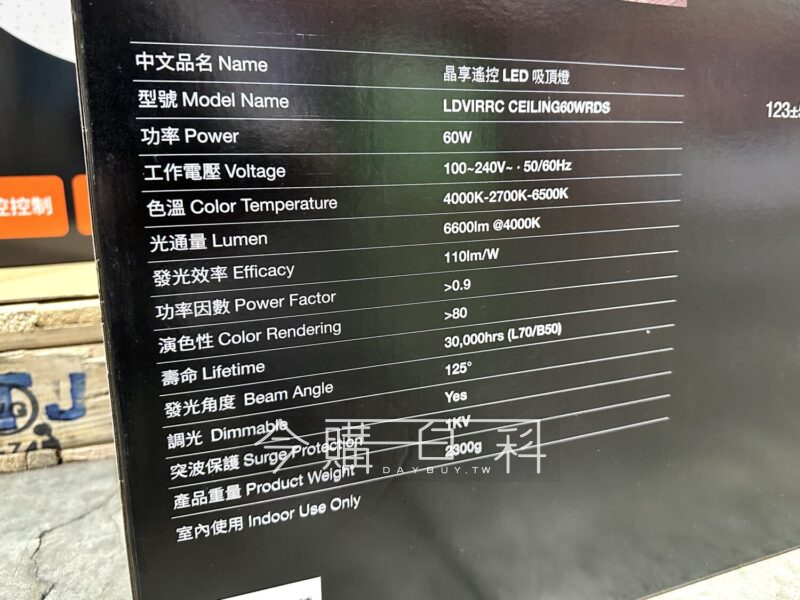 中文品名 Name 晶享遙控 LED 吸頂燈
型號 Model Name LDVIRRC CEILING60WRDS
功率 Power 60W
工作電壓 Voltage 100~240V~ · 50/60Hz
色溫 Color Temperature 4000K-2700K-6500K
光通量 Lumen 6600lm @4000K
發光效率 Efficacy 110lm/W
功率因數 Power Factor >0.9
演色性 Color Rendering >80
壽命 Lifetime 30,000hrs (L70/B50)
發光角度 Beam Angle 125°
調光 Dimmable Yes
突波保護 Surge Protection 1KV
產品重量 Product Weight 2300g
室內使用 Indoor Use Only
123±
控控制
今購百科
DAYBUY.TW